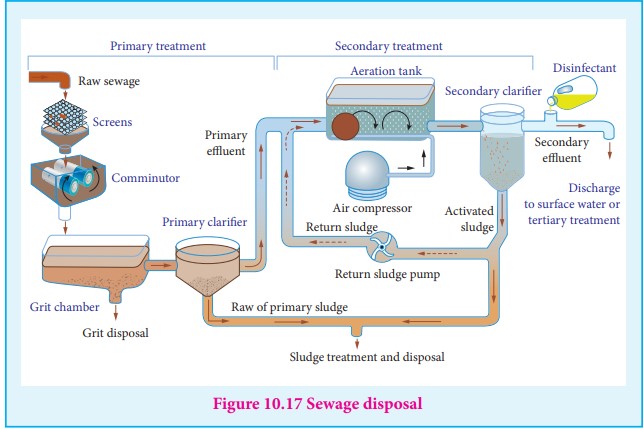 Primary treatment
Secondary treatment
Raw sewage
Screens
Comminutor
Primary clarifier
Grit chamber
Grit disposal
Primary
effluent
Aeration tank
Air compressor
Return sludge
Return sludge pump
Raw of primary sludge
Sludge treatment and disposal
Secondary clarifier
Activated
sludge
Disinfectant
Secondary
effluent
Discharge
to surface water or
tertiary treatment
Figure 10.17 Sewage disposal